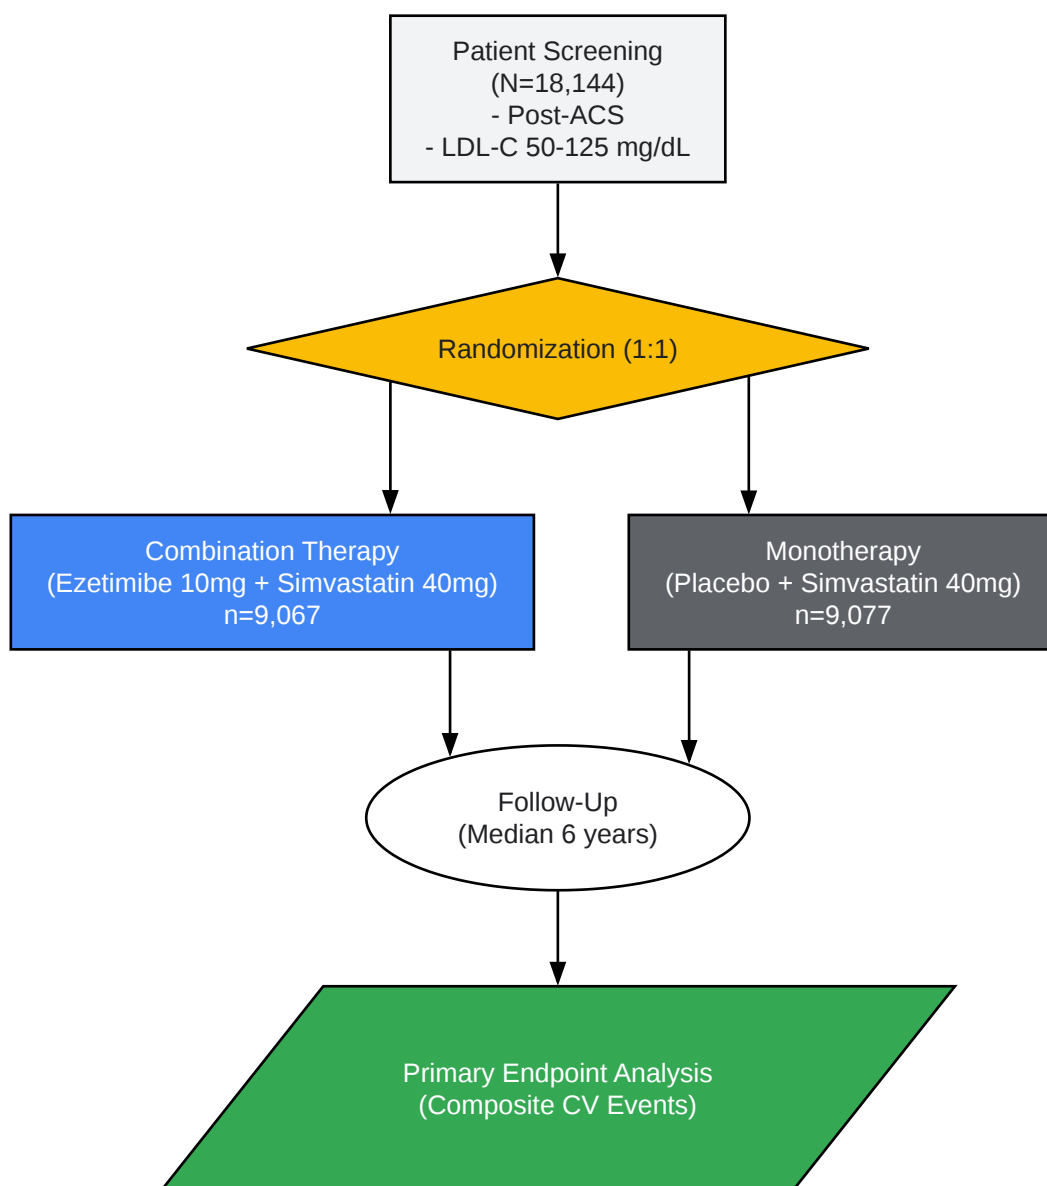 Patient Screening
(N=18,144)
- Post-ACS
- LDL-C 50-125 mg/dL
Randomization (1:1)
Combination Therapy
(Ezetimibe 10mg + Simvastatin 40mg)
n=9,067
Monotherapy
(Placebo + Simvastatin 40mg)
n=9,077
Follow-Up
(Median 6 years)
Primary Endpoint Analysis
(Composite CV Events)